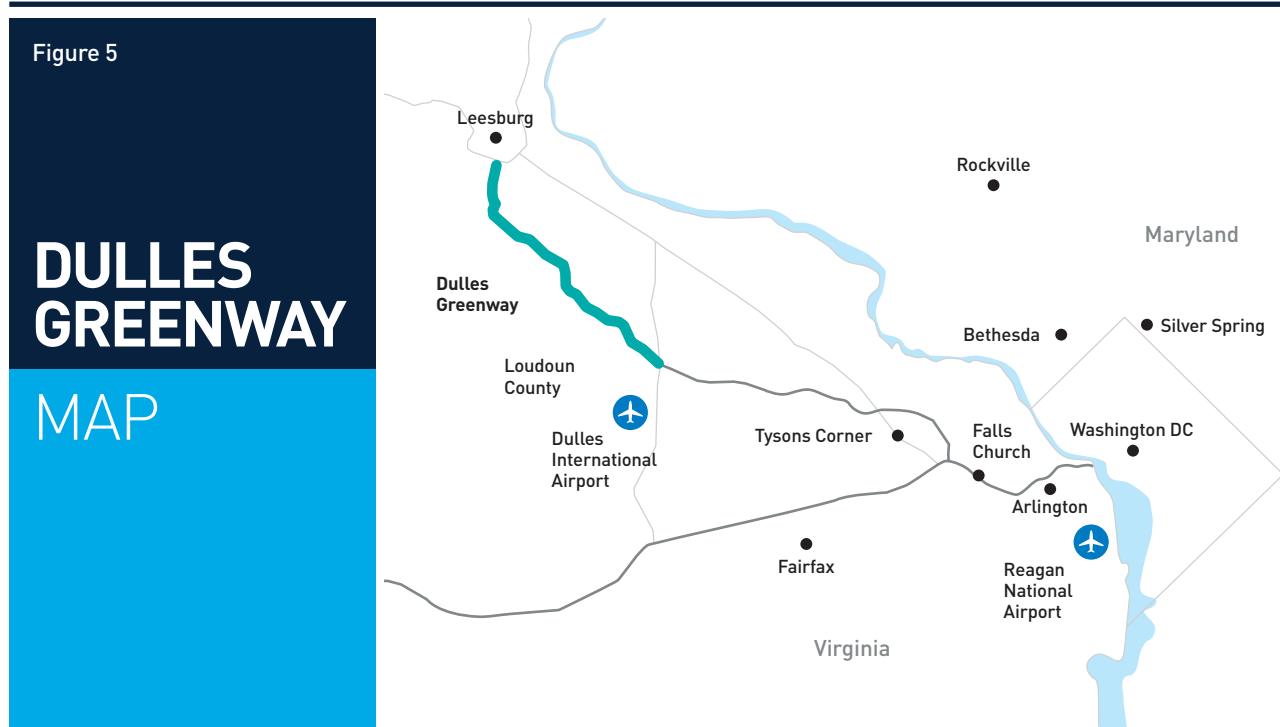 Figure 5
DULLES
GREENWAY
MAP
Leesburg
Rockville
Maryland
Dulles
Greenway
Silver Spring
Bethesda
Loudoun
County
Dulles
International
Airport
Tysons Corner
Falls
Church
Washington DC
Arlington
Fairfax
Reagan
National
Airport
Virginia